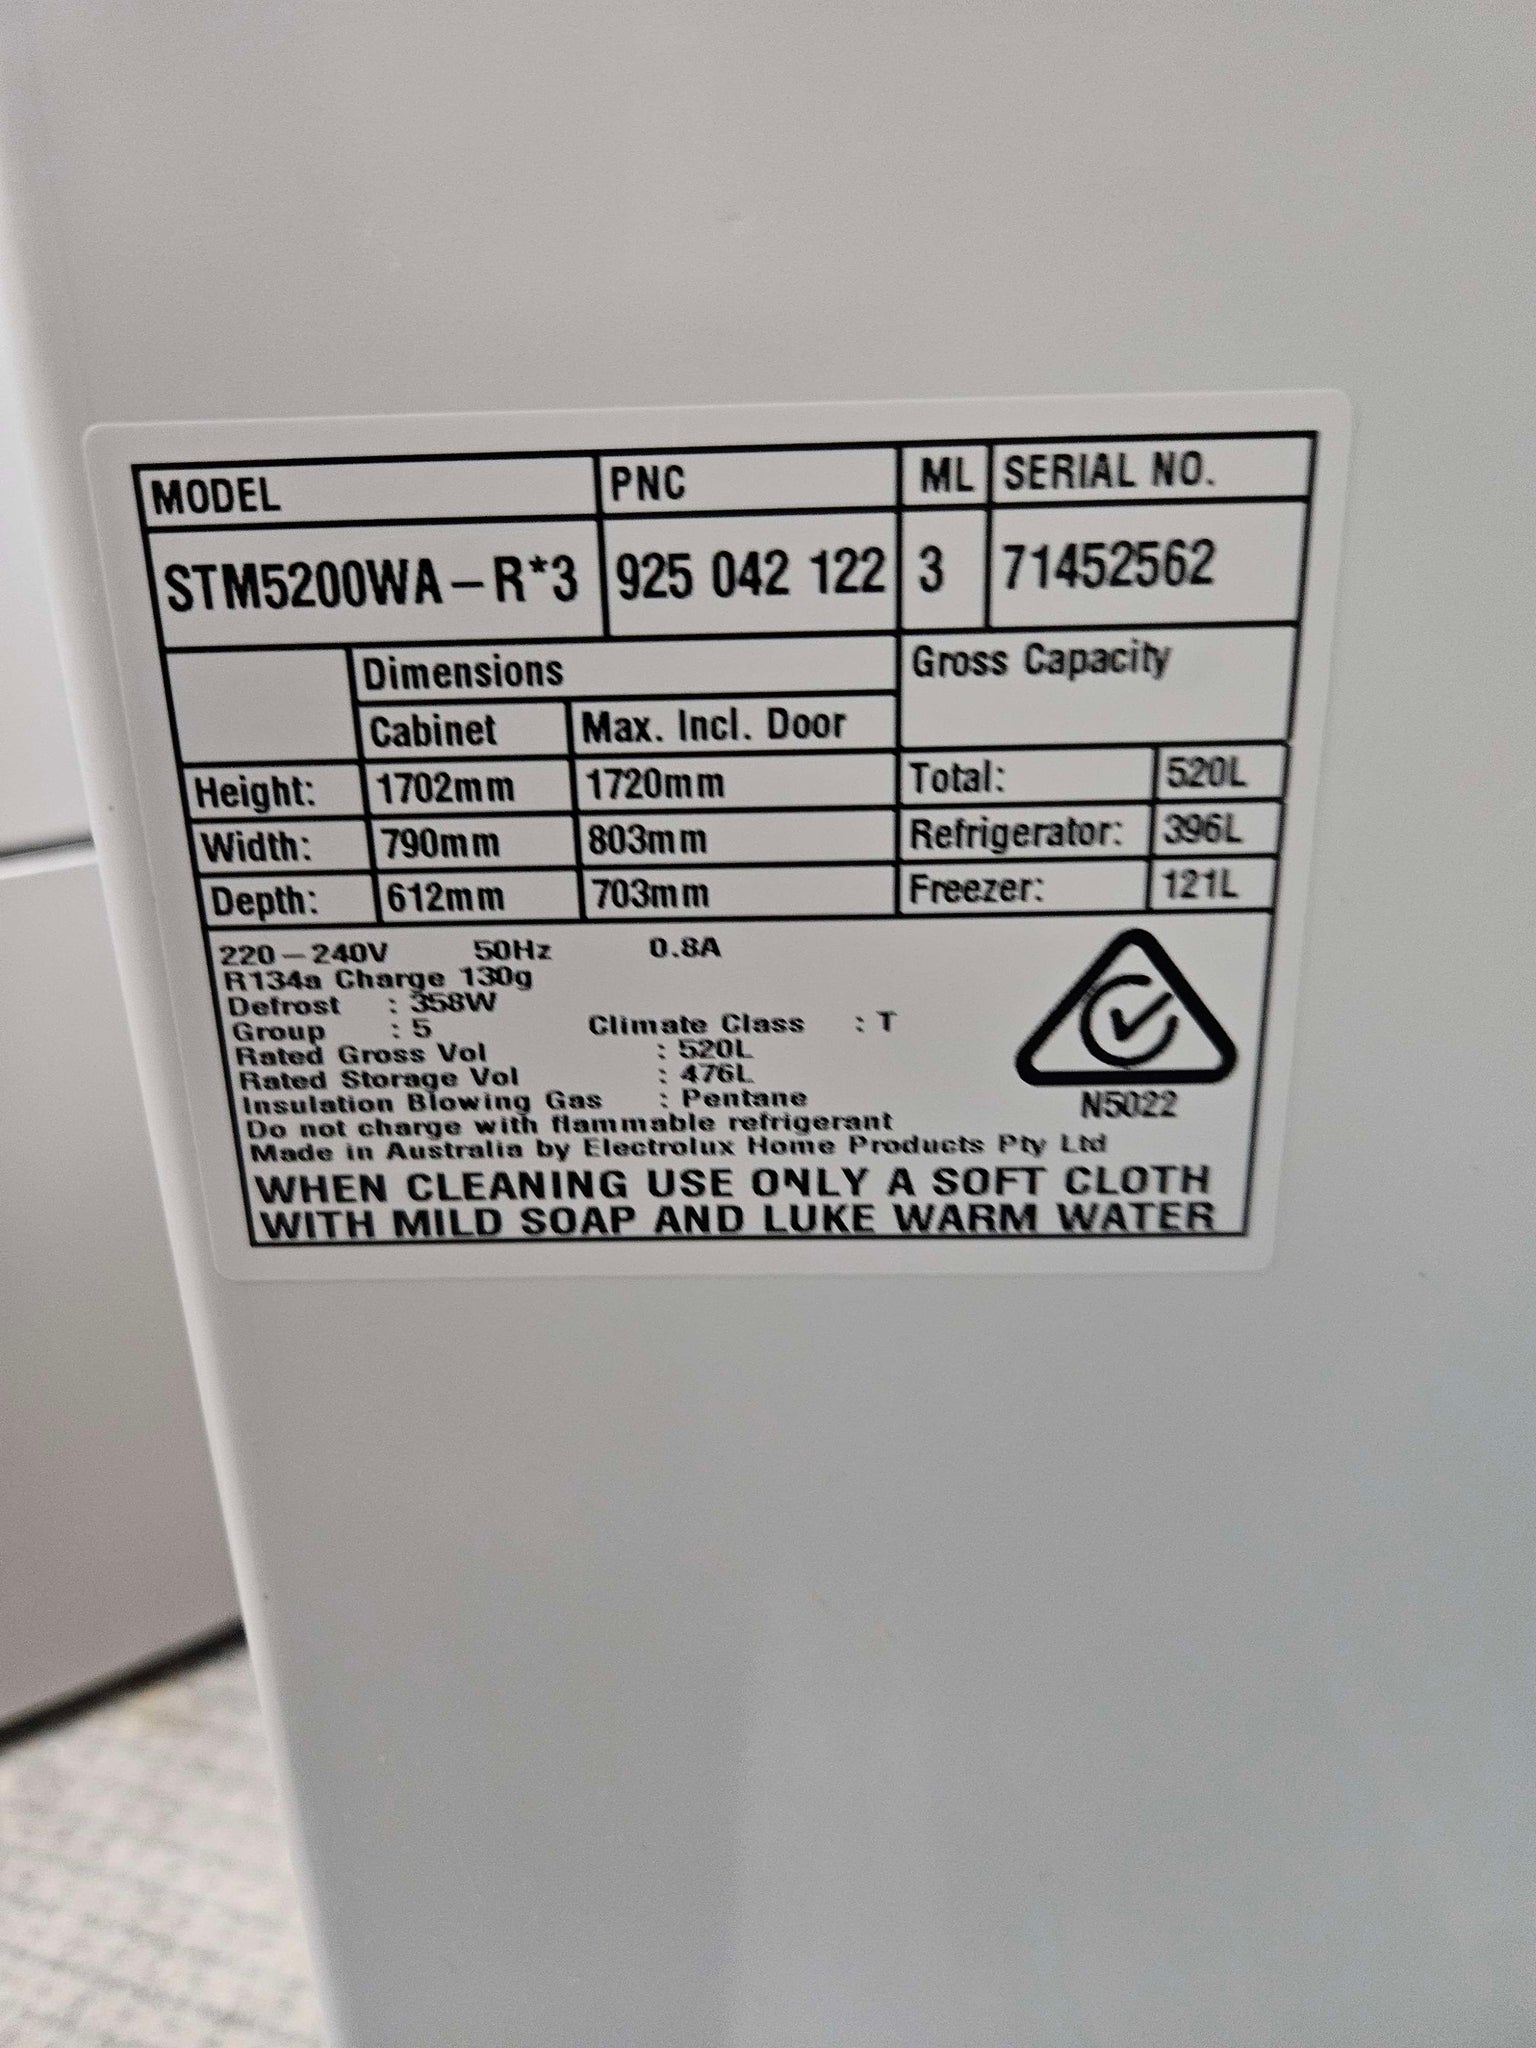 MODEL PNC ML SERIAL NO.
STM5200WA-R*3 925 042 122 3 71452562
Dimensions Gross Capacity
Cabinet Max. Incl. Door
Height: 1702mm 1720mm Total: 520L
Width: 790mm 803mm Refrigerator: 396L
Depth: 612mm 703mm Freezer: 121L
220-240V 50Hz 0.8A
R134a Charge 130g
Defrost : 358W
Group : 5 Climate Class : T
Rated Gross Vol : 520L
Rated Storage Vol : 476L
Insulation Blowing Gas : Pentane
N5022
Do not charge with flammable refrigerant
Made in Australia by Electrolux Home Products Pty Ltd
WHEN CLEANING USE ONLY A SOFT CLOTH
WITH MILD SOAP AND LUKE WARM WATER